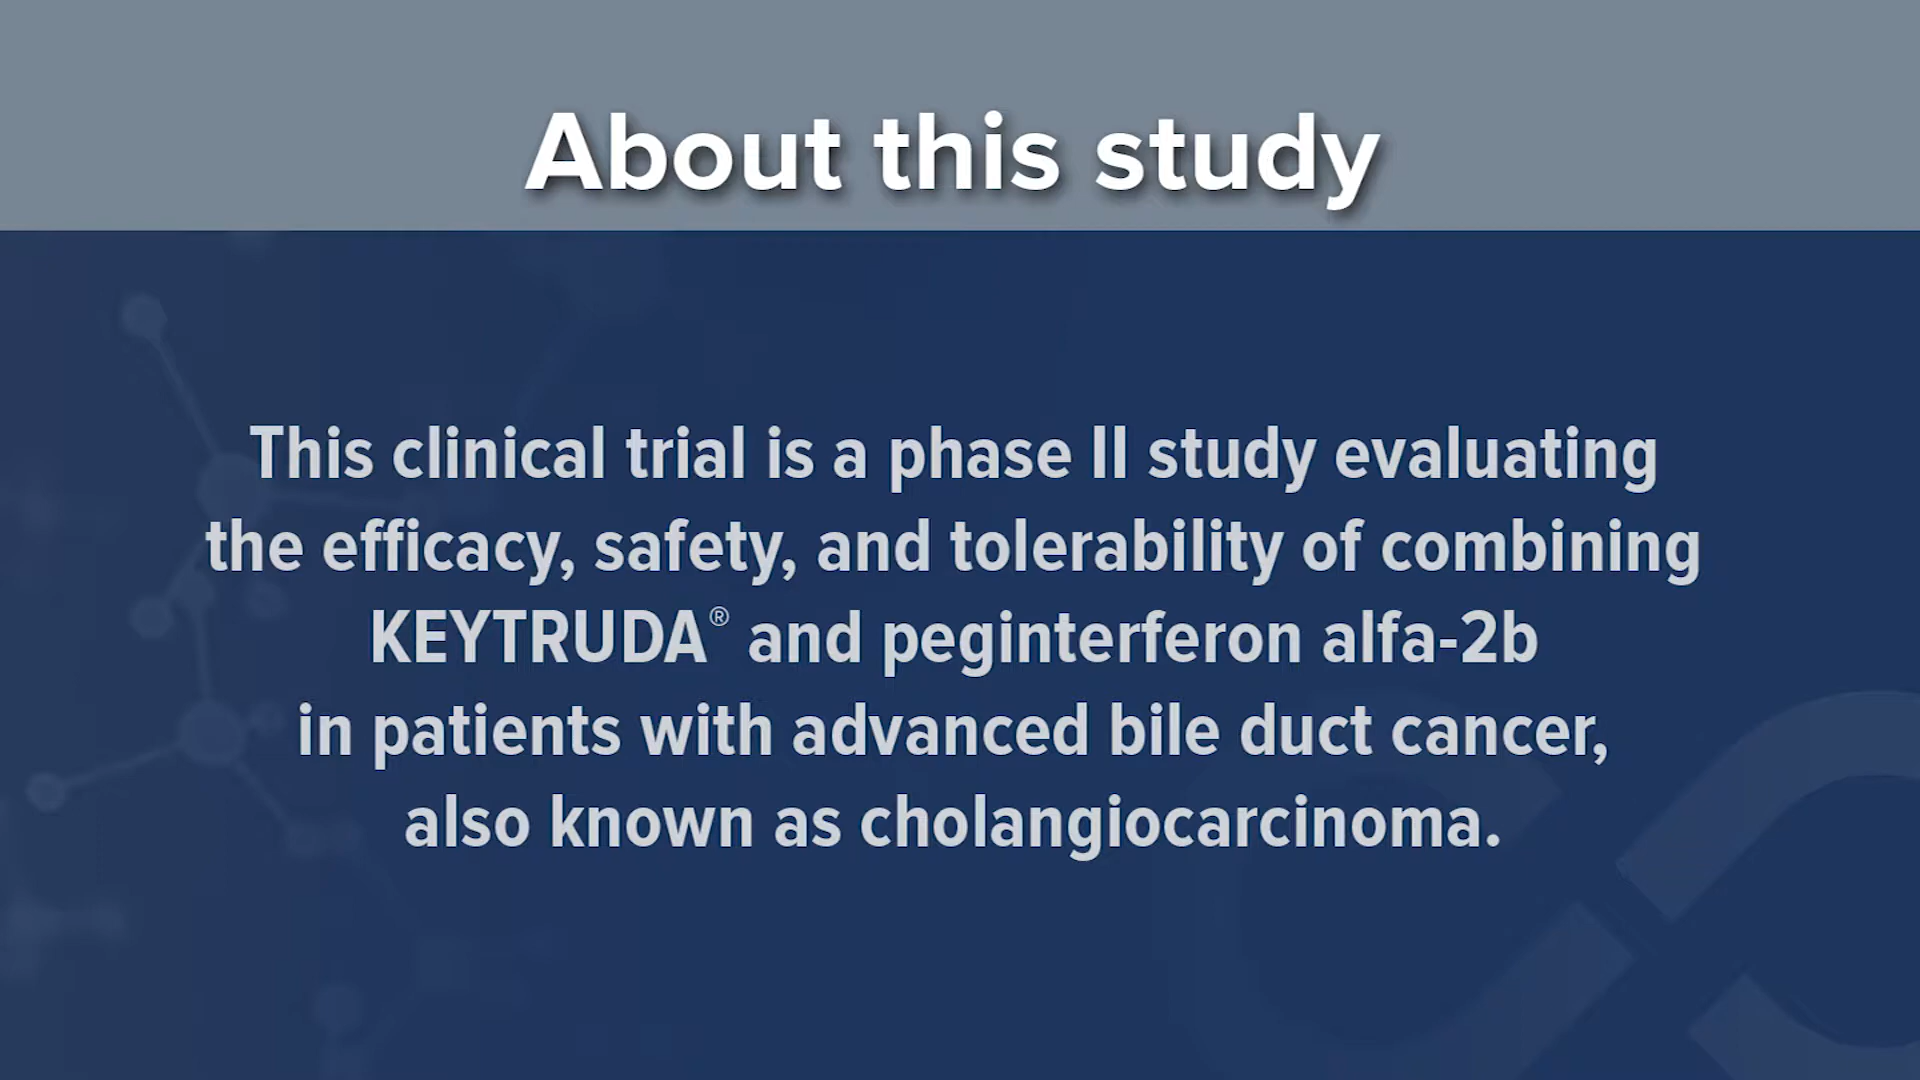 About this study
This clinical trial is a phase II study evaluating
the efficacy, safety, and tolerability of combining
KEYTRUDA® and peginterferon alfa-2b
in patients with advanced bile duct cancer,
also known as cholangiocarcinoma.